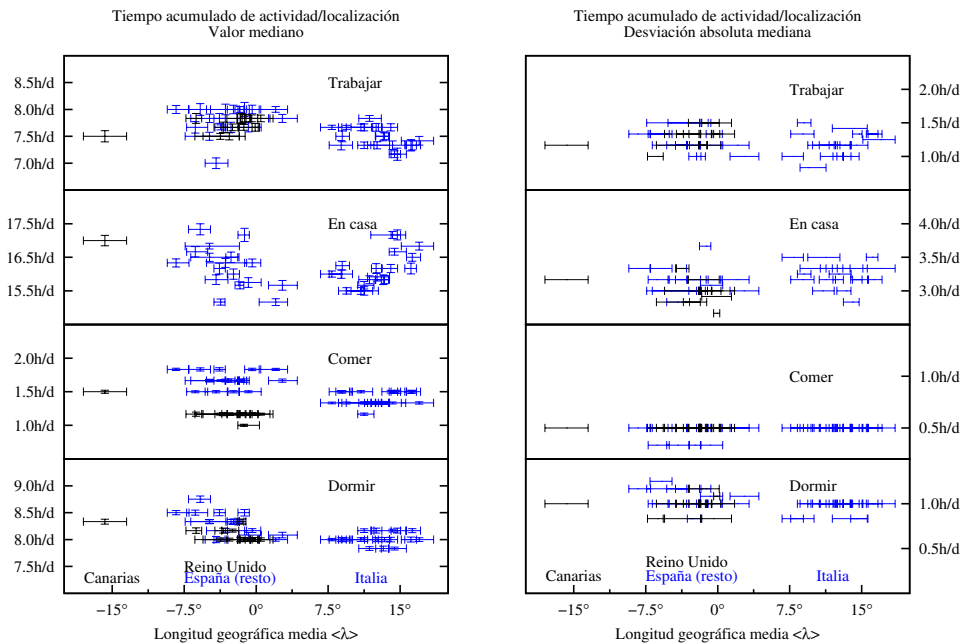 Tiempo acumulado de actividad/localización
Valor mediano
8.5h/d
8.0h/d
7.5h/d
7.0h/d
Trabajar
17.5h/d
16.5h/d
15.5h/d
En casa
2.0h/d
1.5h/d
1.0h/d
Comer
9.0h/d
8.5h/d
8.0h/d
7.5h/d
Dormir
Reino Unido
Canarias
España (resto)
Italia
−15°
−7.5°
0°
7.5°
15°
Longitud geográfica media <λ>
Tiempo acumulado de actividad/localización
Desviación absoluta mediana
Trabajar
2.0h/d
1.5h/d
1.0h/d
En casa
4.0h/d
3.5h/d
3.0h/d
Comer
1.0h/d
0.5h/d
Dormir
1.0h/d
0.5h/d
Reino Unido
Canarias
España (resto)
Italia
−15°
−7.5°
0°
7.5°
15°
Longitud geográfica media <λ>